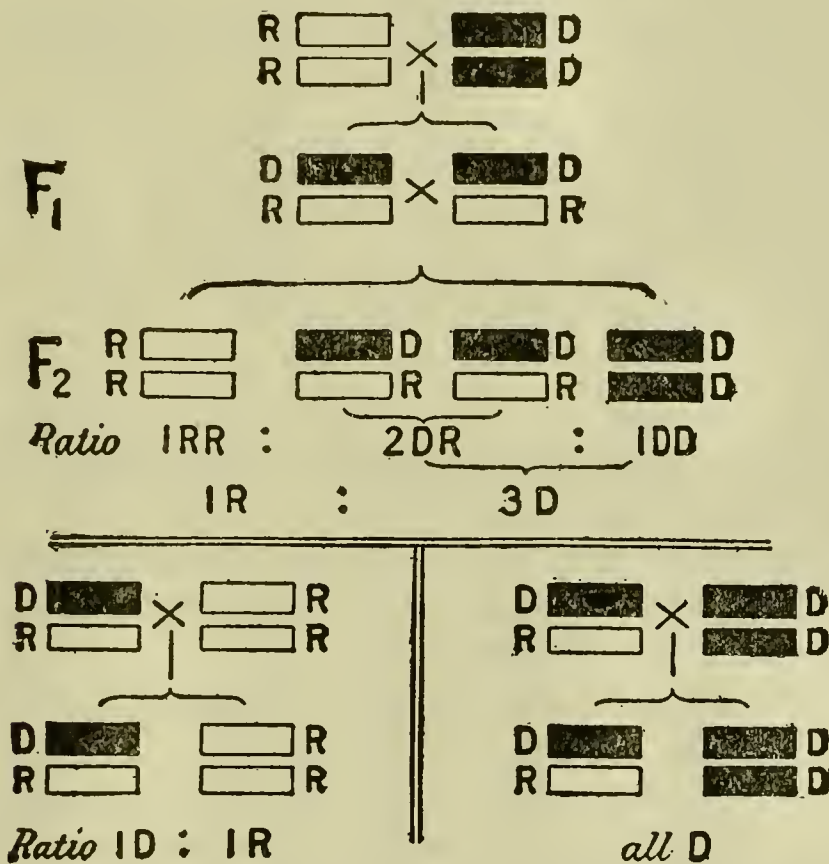 R D
R D
F1
D D
R R
F2
R D D D
R R R D
Ratio 1RR : 2DR : 1DD
1R : 3D
D R
R R
D R
R R
Ratio 1D : 1R
D D
R D
D D
R D
all D